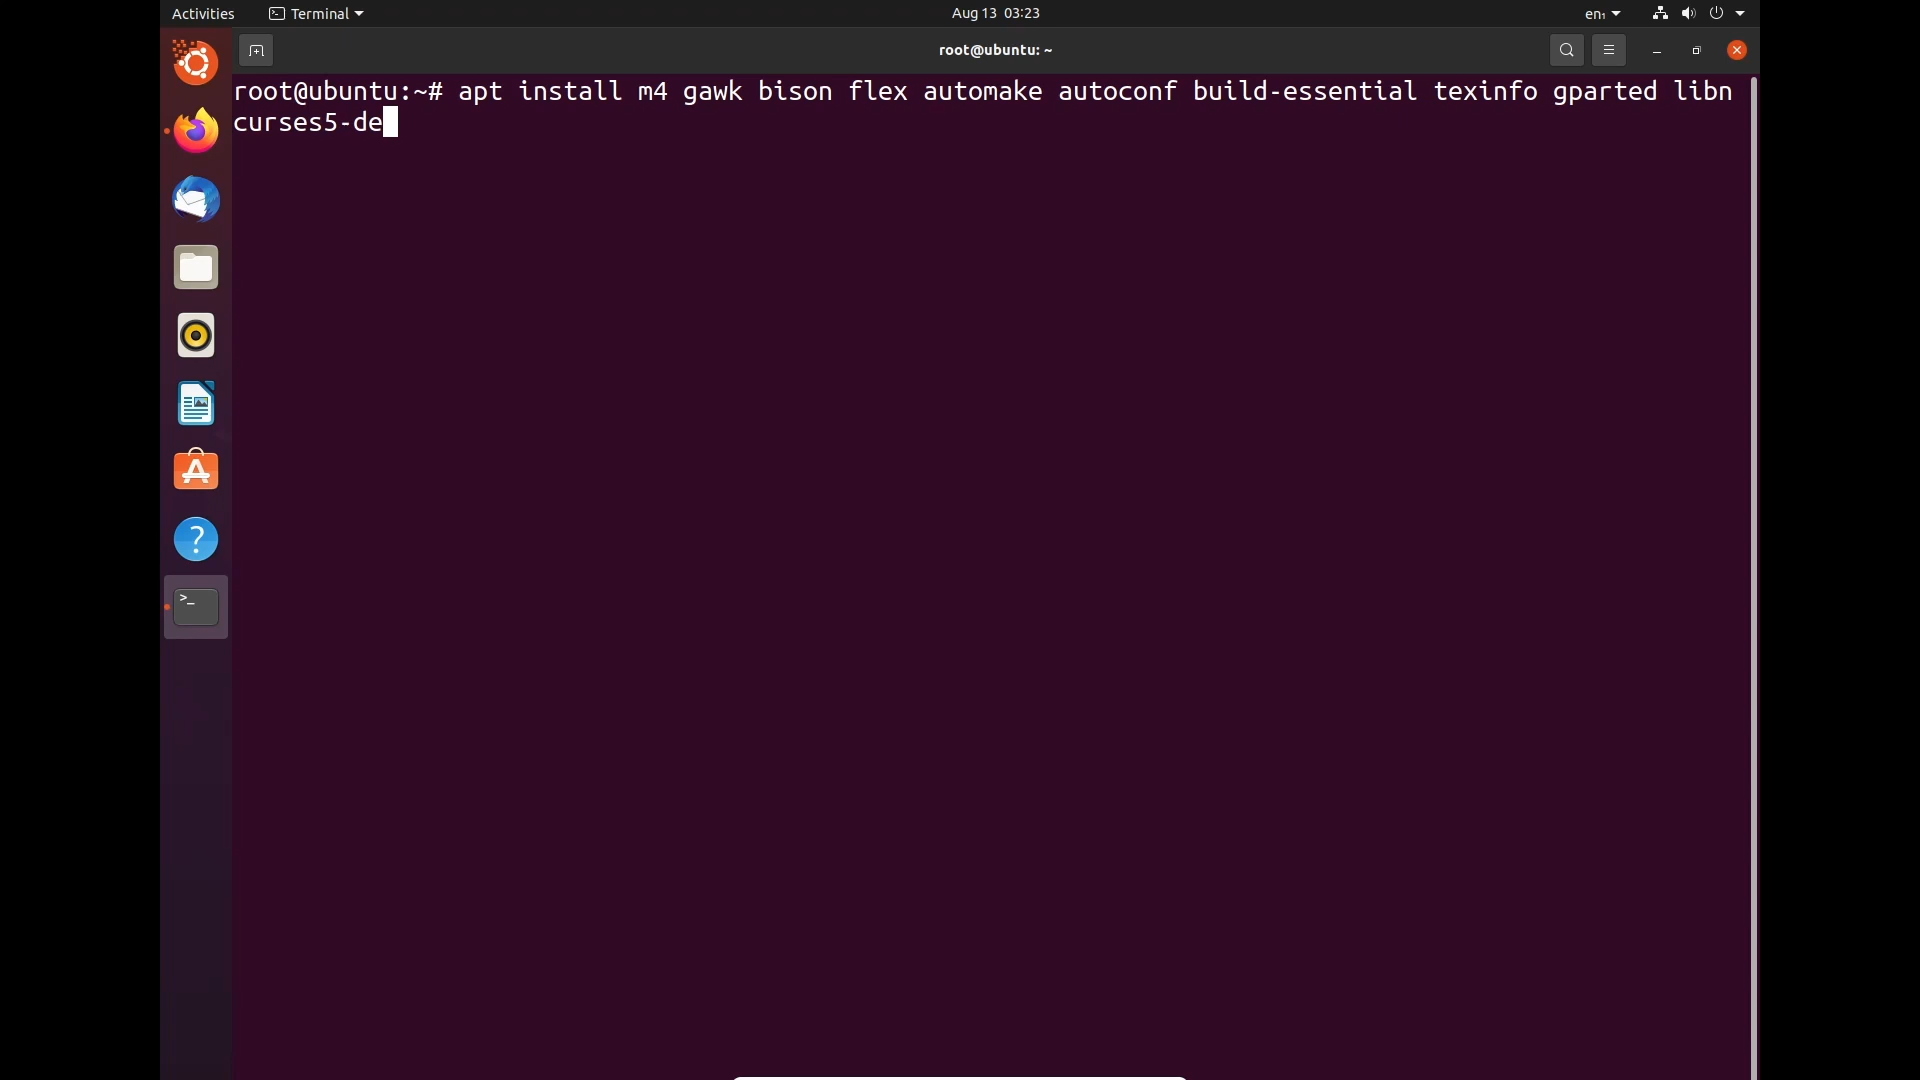 Activities Terminal Aug 13 03:23 en₁
root@ubuntu: ~
root@ubuntu:~# apt install m4 gawk bison flex automake autoconf build-essential texinfo gparted libn
curses5-de